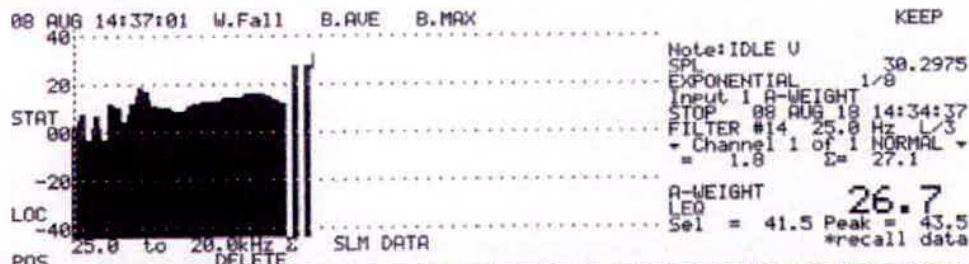 08 AUG 14:37:01 W.Fall B.AVE B.MAX KEEP
40
20
STAT 00
-20
LOC -40
25.0 to 20.0kHz Σ SLM DATA
POS DELETE
Note:IDLE U
SPL 30.2975
EXPONENTIAL 1/8
Input 1 A-WEIGHT
STOP 08 AUG 18 14:34:37
FILTER #14 25.0 Hz L/3
Channel 1 of 1 NORMAL
= 1.8 Σ= 27.1
A-WEIGHT
LEQ 26.7
Sel = 41.5 Peak = 43.5
*recall data